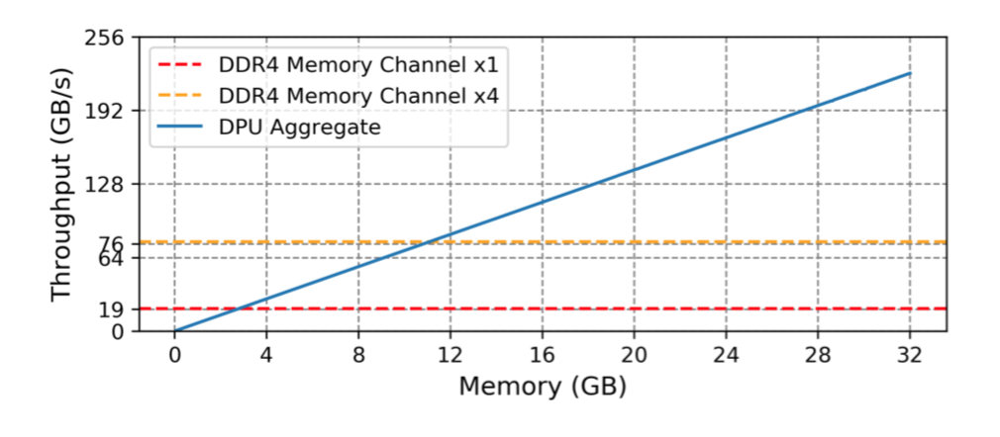 Throughput (GB/s)
256
192
128
76
64
19
0
DDR4 Memory Channel x1
DDR4 Memory Channel x4
DPU Aggregate
0 4 8 12 16 20 24 28 32
Memory (GB)